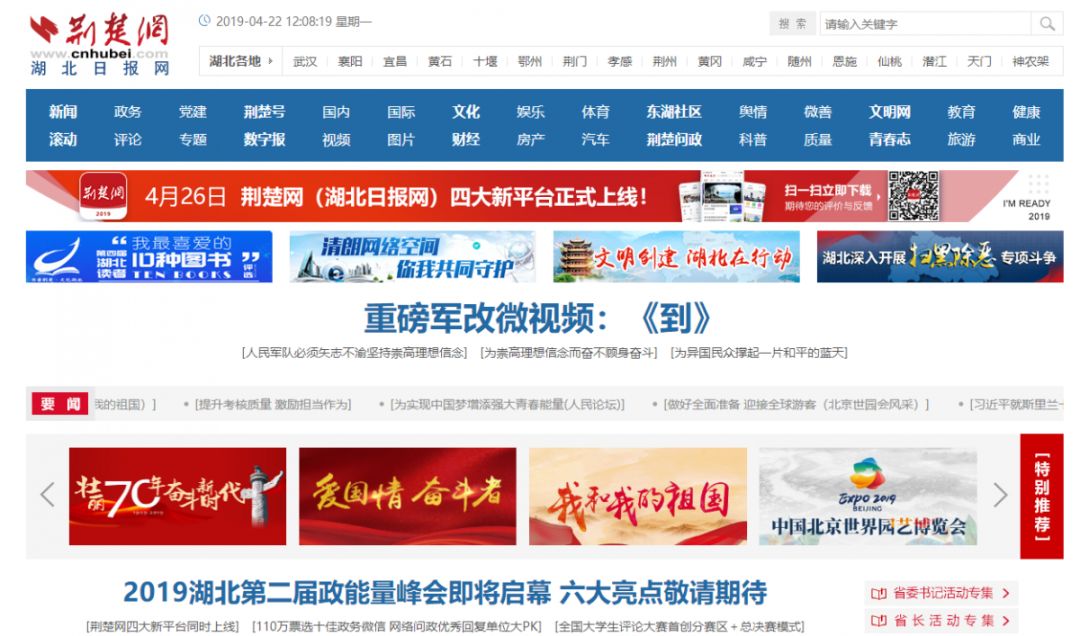 荆楚網
www.cnhubei.com
湖北日报网
2019-04-22 12:08:19 星期一
搜 索 请输入关键字
湖北各地 武汉 襄阳 宜昌 黄石 十堰 鄂州 荆门 孝感 荆州 黄冈 咸宁 随州 恩施 仙桃 潜江 天门 神农架
新闻 政务 党建 荆楚号 国内 国际 文化 娱乐 体育 东湖社区 舆情 微善 文明网 教育 健康
滚动 评论 专题 数字报 视频 图片 财经 房产 汽车 荆楚问政 科普 质量 青春志 旅游 商业
荆楚网
2019
4月26日 荆楚网（湖北日报网）四大新平台正式上线！
扫一扫立即下载
期待您的评价与反馈
I'M READY
2019
第四届
湖北
读者
“我最喜爱的
10种图书”
TEN BOOKS
评选
清朗网络空间
你我共同守护
文明创建 湖北在行动
湖北深入开展扫黑除恶专项斗争
重磅军改微视频：《到》
[人民军队必须矢志不渝坚持崇高理想信念] [为崇高理想信念而奋不顾身奋斗] [为异国民众撑起一片和平的蓝天]
要 闻 我的祖国）] [提升考核质量 激励担当作为] [为实现中国梦增添强大青春能量(人民论坛)] [做好全面准备 迎接全球游客（北京世园会风采）] [习近平就斯里兰
壮丽70年奋斗新时代
爱国情 奋斗者
我和我的祖国
EXPO 2019
BEIJING
中国北京世界园艺博览会
[特别推荐]
2019湖北第二届政能量峰会即将启幕 六大亮点敬请期待
[荆楚网四大新平台同时上线] [110万票选十佳政务微信 网络问政优秀回复单位大PK] [全国大学生评论大赛首创分赛区 + 总决赛模式]
省委书记活动专集
省 长 活 动 专 集